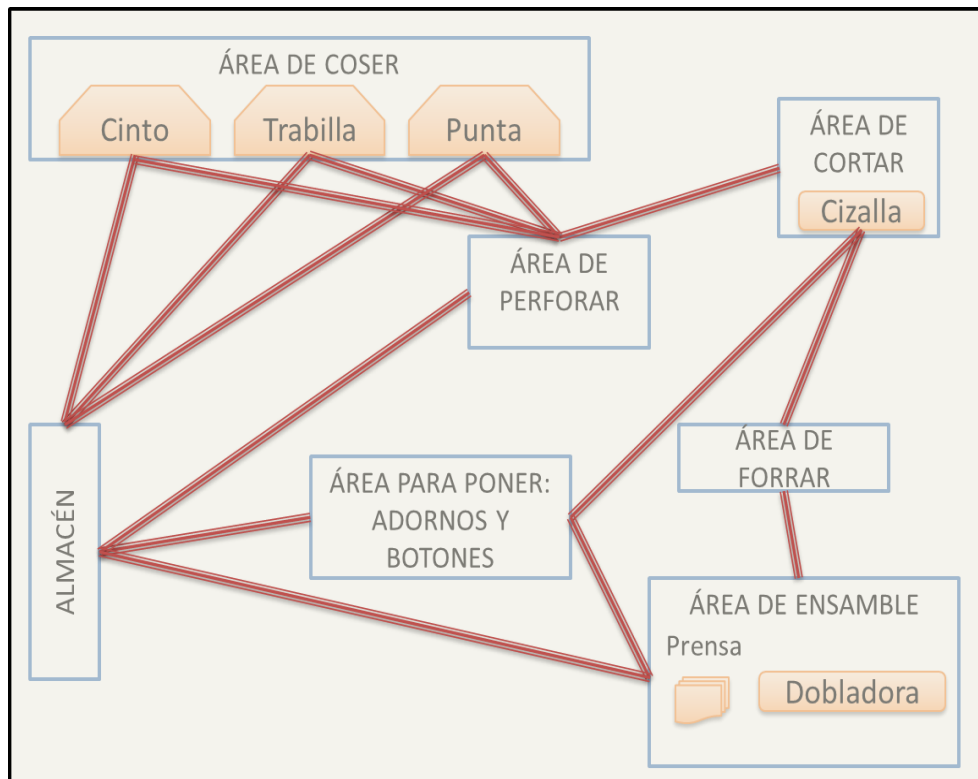 ÁREA DE COSER
Cinto
Trabilla
Punta
ÁREA DE
CORTAR
Cizalla
ÁREA DE
PERFORAR
ALMACÉN
ÁREA PARA PONER:
ADORNOS Y
BOTONES
ÁREA DE
FORRAR
ÁREA DE ENSAMBLE
Prensa
Dobladora